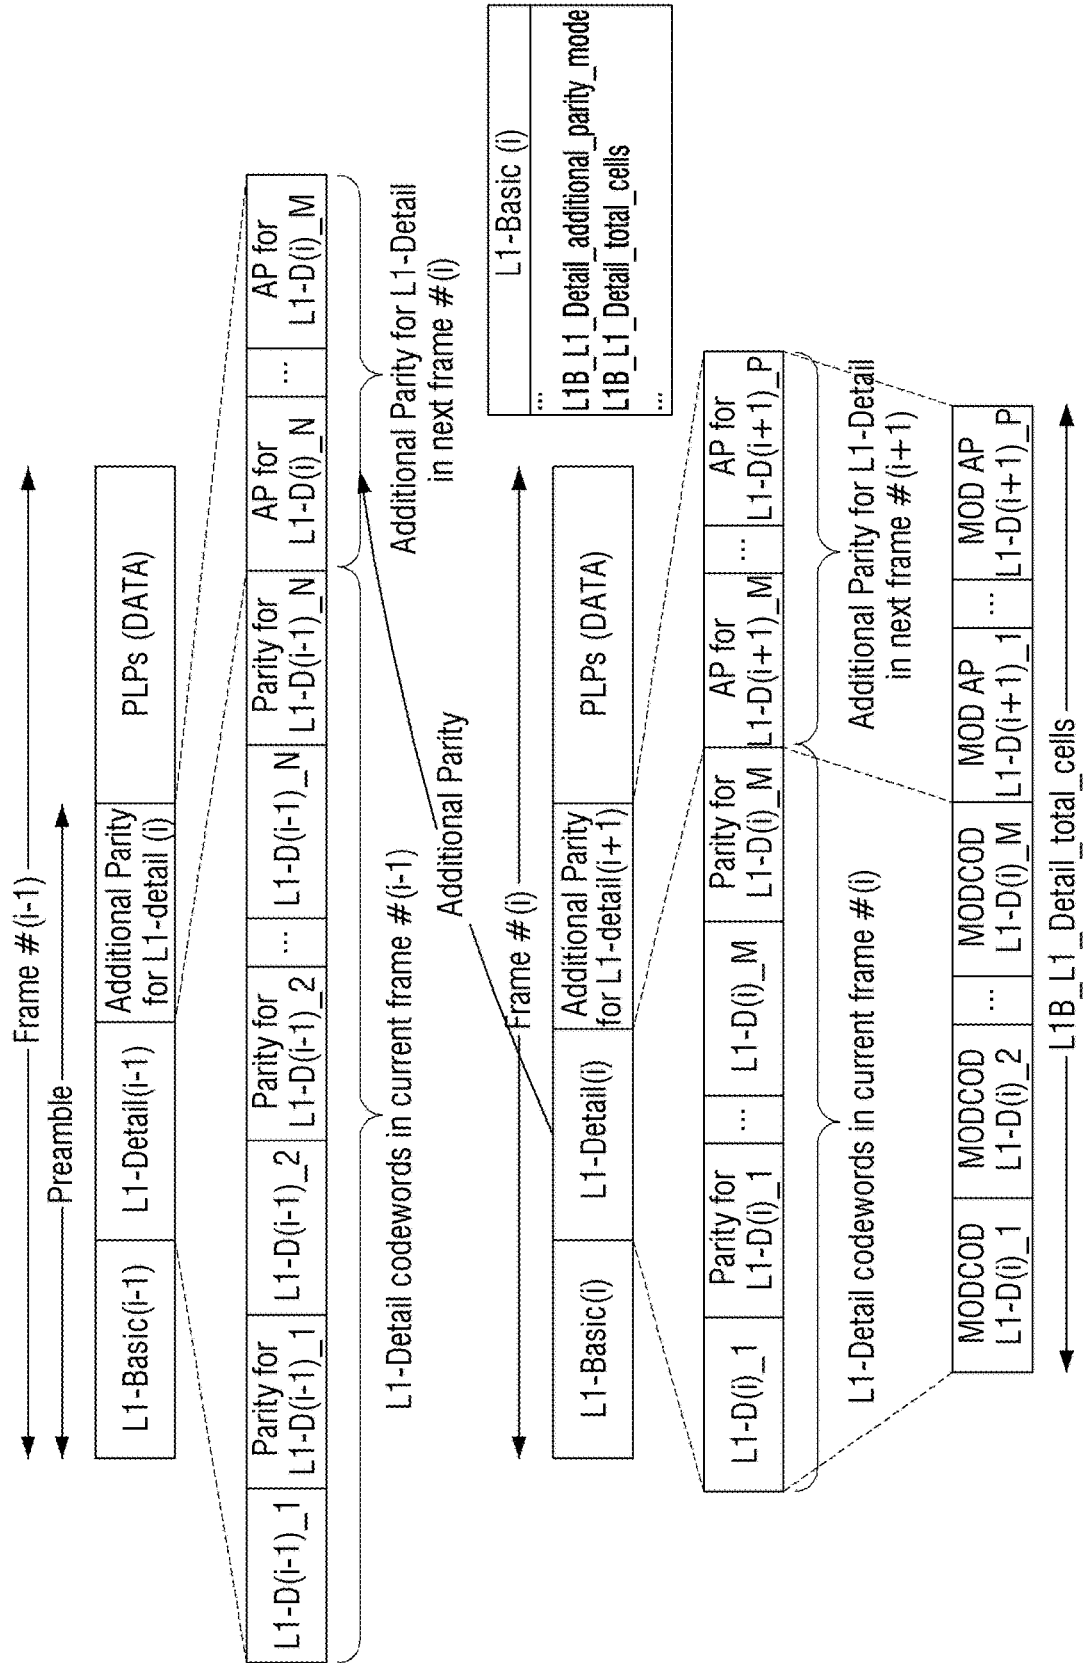 Frame #(i-1)
Preamble
L1-Basic(i-1)
L1-Detail(i-1)
Additional Parity
for L1-detail (i)
PLPs (DATA)
L1-D(i-1)_1
Parity for
L1-D(i-1)_1
L1-D(i-1)_2
Parity for
L1-D(i-1)_2
...
L1-D(i-1)_N
Parity for
L1-D(i-1)_N
AP for
L1-D(i)_N
...
AP for
L1-D(i)_M
L1-Detail codewords in current frame #(i-1)
Additional Parity for L1-Detail
in next frame #(i)
Additional Parity
L1-Basic (i)
...
L1B_L1_Detail_additional_parity_mode
L1B_L1_Detail_total_cells
...
Frame #(i)
L1-Basic(i)
L1-Detail(i)
Additional Parity
for L1-detail(i+1)
PLPs (DATA)
L1-D(i)_1
Parity for
L1-D(i)_1
...
L1-D(i)_M
Parity for
L1-D(i)_M
AP for
L1-D(i+1)_M
...
AP for
L1-D(i+1)_P
L1-Detail codewords in current frame #(i)
Additional Parity for L1-Detail
in next frame #(i+1)
MODCOD
L1-D(i)_1
MODCOD
L1-D(i)_2
...
MODCOD
L1-D(i)_M
MOD AP
L1-D(i+1)_1
...
MOD AP
L1-D(i+1)_P
L1B_L1_Detail_total_cells